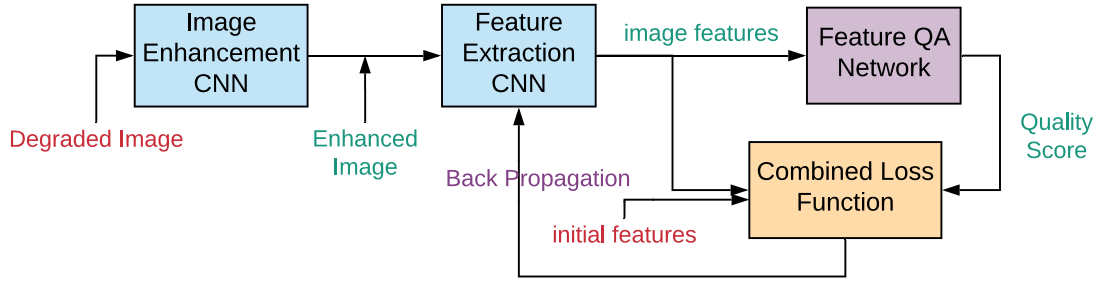 Image
Enhancement
CNN
Feature
Extraction
CNN
image features
Feature QA
Network
Degraded Image
Enhanced
Image
Quality
Score
Back Propagation
Combined Loss
Function
initial features